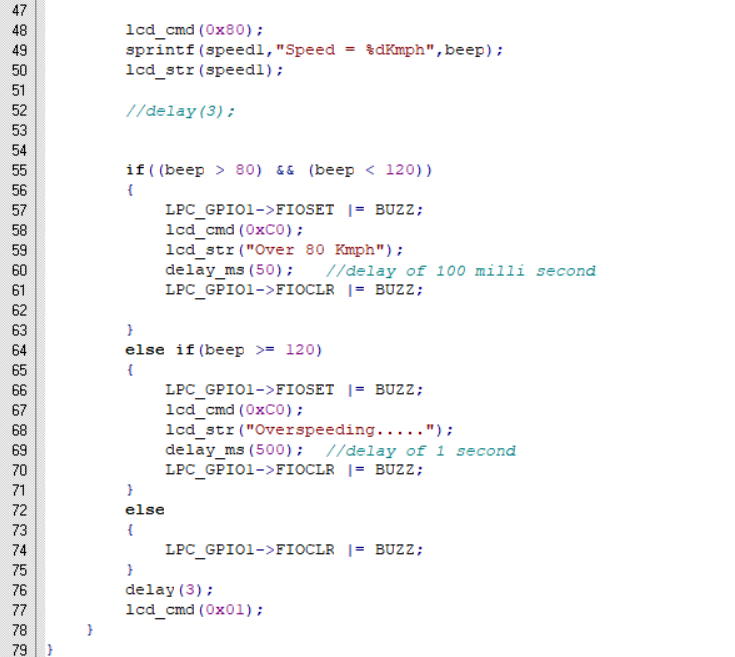 47
48 lcd_cmd(0x80);
49 sprintf(speed1,"Speed = %dKmph",beep);
50 lcd_str(speed1);
51
52 //delay(3);
53
54
55 if((beep > 80) && (beep < 120))
56 {
57 LPC_GPIO1->FIOSET |= BUZZ;
58 lcd_cmd(0xC0);
59 lcd_str("Over 80 Kmph");
60 delay_ms(50); //delay of 100 milli second
61 LPC_GPIO1->FIOCLR |= BUZZ;
62
63 }
64 else if(beep >= 120)
65 {
66 LPC_GPIO1->FIOSET |= BUZZ;
67 lcd_cmd(0xC0);
68 lcd_str("Overspeeding.....");
69 delay_ms(500); //delay of 1 second
70 LPC_GPIO1->FIOCLR |= BUZZ;
71 }
72 else
73 {
74 LPC_GPIO1->FIOCLR |= BUZZ;
75 }
76 delay(3);
77 lcd_cmd(0x01);
78 }
79 }